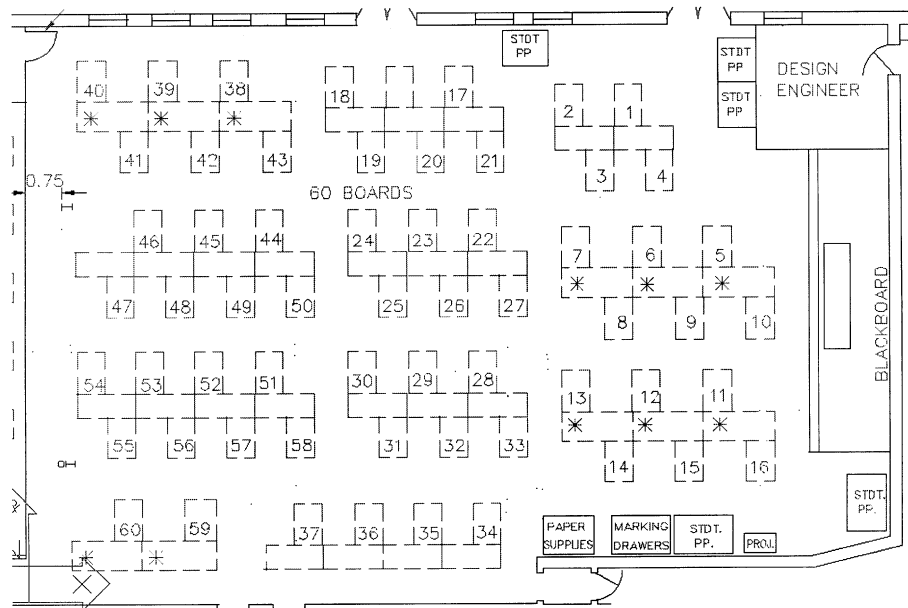 STDT
PP
STDT
PP
STDT
PP
DESIGN
ENGINEER
40 39 38
18 17
2 1
41 42 43
19 20 21
3 4
0.75
60 BOARDS
46 45 44
24 23 22
7 6 5
47 48 49 50
25 26 27
8 9 10
BLACKBOARD
54 53 52 51
30 29 28
13 12 11
55 56 57 58
31 32 33
14 15 16
STDT.
PP.
60 59
37 36 35 34
PAPER
SUPPLIES
MARKING
DRAWERS
STDT.
PP.
PROJ.